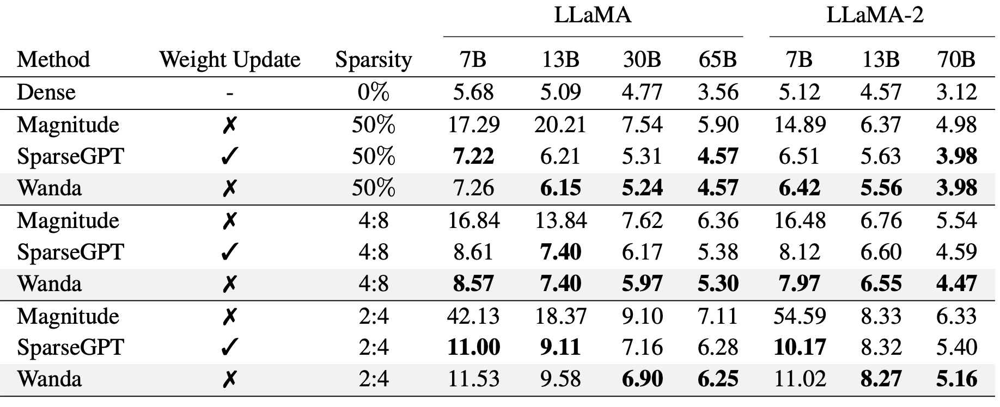 LLaMA LLaMA-2
Method Weight Update Sparsity 7B 13B 30B 65B 7B 13B 70B
Dense - 0% 5.68 5.09 4.77 3.56 5.12 4.57 3.12
Magnitude ✗ 50% 17.29 20.21 7.54 5.90 14.89 6.37 4.98
SparseGPT ✓ 50% 7.22 6.21 5.31 4.57 6.51 5.63 3.98
Wanda ✗ 50% 7.26 6.15 5.24 4.57 6.42 5.56 3.98
Magnitude ✗ 4:8 16.84 13.84 7.62 6.36 16.48 6.76 5.54
SparseGPT ✓ 4:8 8.61 7.40 6.17 5.38 8.12 6.60 4.59
Wanda ✗ 4:8 8.57 7.40 5.97 5.30 7.97 6.55 4.47
Magnitude ✗ 2:4 42.13 18.37 9.10 7.11 54.59 8.33 6.33
SparseGPT ✓ 2:4 11.00 9.11 7.16 6.28 10.17 8.32 5.40
Wanda ✗ 2:4 11.53 9.58 6.90 6.25 11.02 8.27 5.16